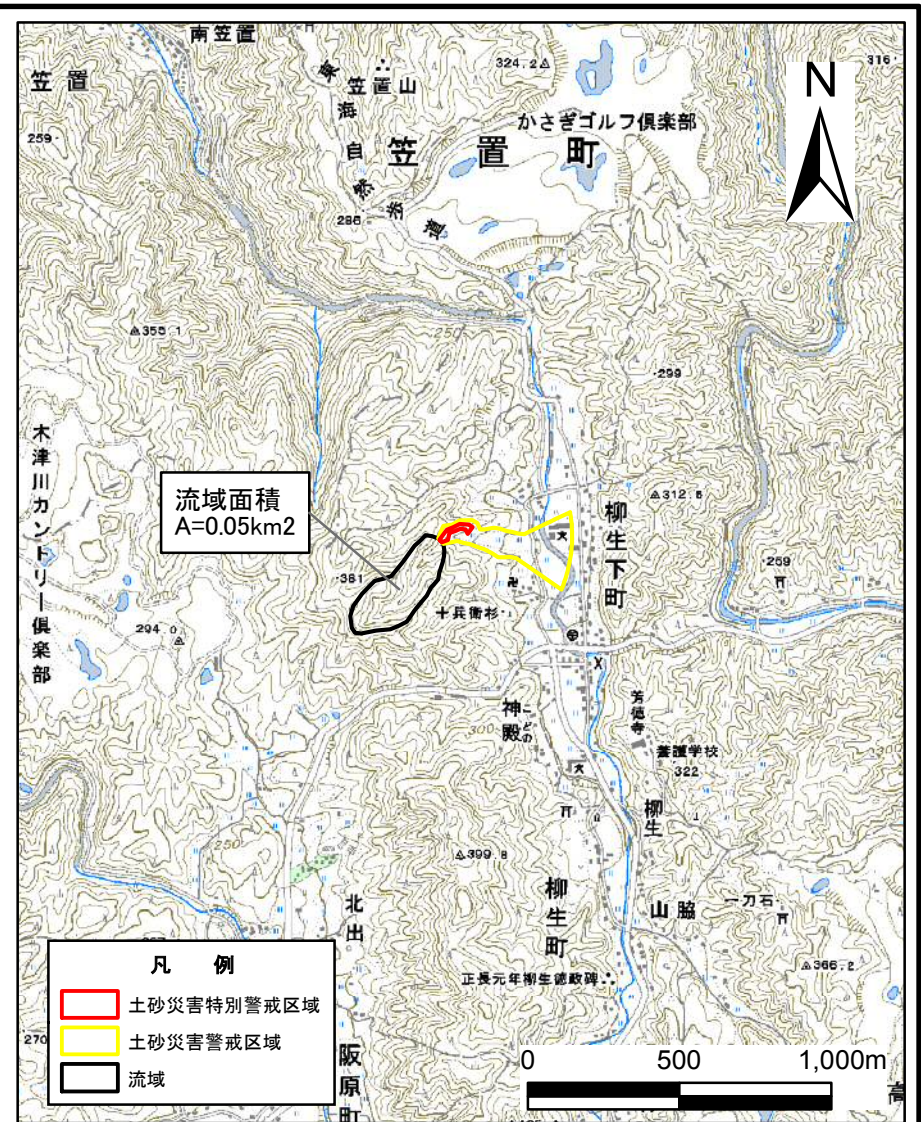 南笠置
笠置
笠置山
324.2
316
東海自然歩道
かさぎゴルフ倶楽部
N
259
笠置町
286
355.1
250
299
木津川カントリー倶楽部
流域面積
A=0.05km2
312.8
柳生下町
381
259
十兵衛杉
294.0
神殿
こどの
300
芳徳寺
養護学校
322
柳生
250
399.8
柳生町
山脇
一刀石
北出
366.2
正長元年柳生徳政碑
凡 例
土砂災害特別警戒区域
土砂災害警戒区域
流域
270
阪原町
0 500 1,000m
高